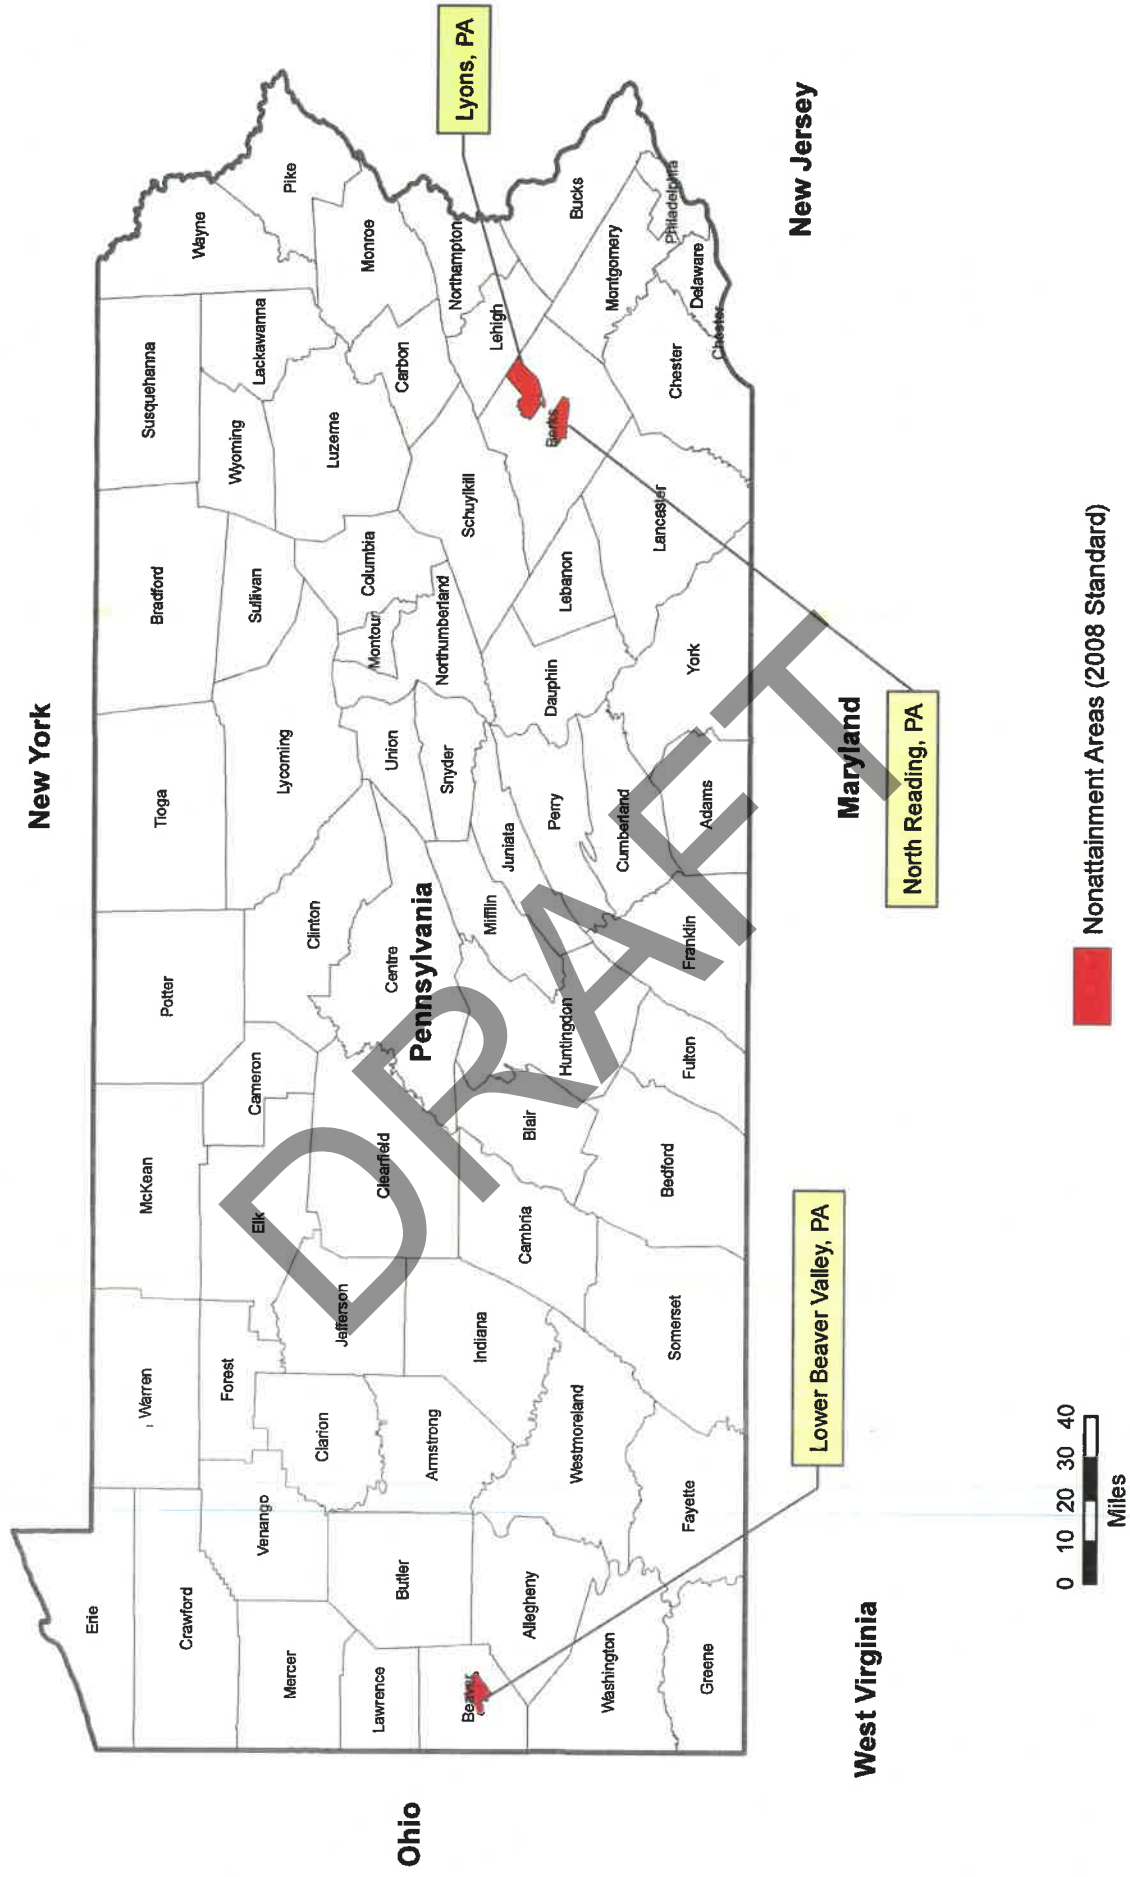 New York
Erie
Crawford
Warren
McKean
Potter
Tioga
Bradford
Susquehanna
Wayne
Mercer
Venango
Forest
Elk
Cameron
Clinton
Lycoming
Sullivan
Wyoming
Lackawanna
Pike
Lawrence
Butler
Clarion
Jefferson
Clearfield
Centre
Pennsylvania
Union
Montour
Columbia
Luzerne
Carbon
Monroe
Beaver
Armstrong
Indiana
Cambria
Blair
Huntingdon
Mifflin
Juniata
Snyder
Northumberland
Schuylkill
Lehigh
Northampton
Lyons, PA
Allegheny
Westmoreland
Perry
Dauphin
Lebanon
Berks
Bucks
Montgomery
Philadelphia
Washington
Greene
Fayette
Somerset
Bedford
Fulton
Franklin
Cumberland
Adams
York
Lancaster
Chester
Delaware
Chester
DRAFT
Ohio
West Virginia
Maryland
New Jersey
Lower Beaver Valley, PA
North Reading, PA
0 10 20 30 40
Miles
Nonattainment Areas (2008 Standard)